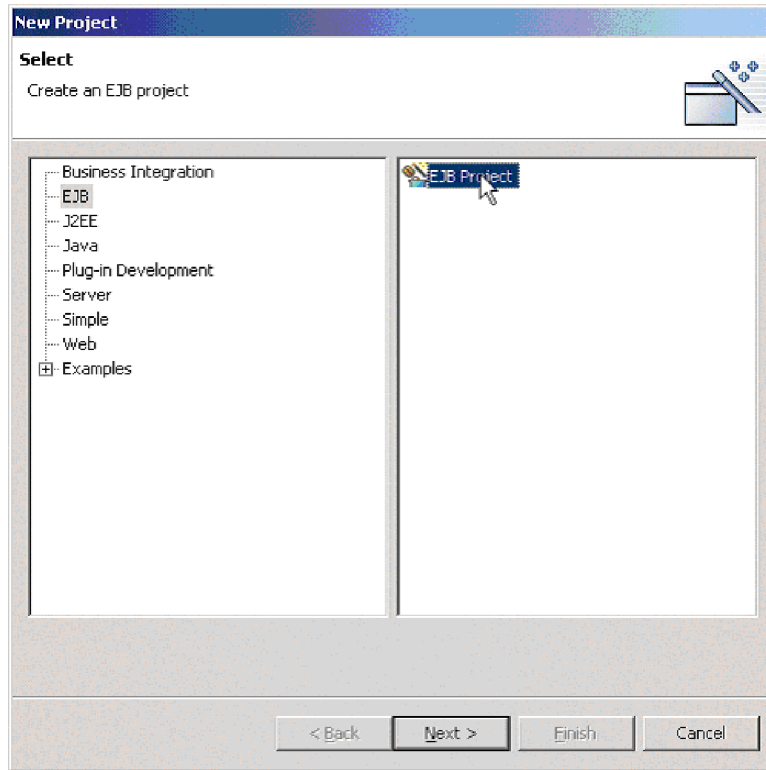 New Project
Select
Create an EJB project
Business Integration
EJB
J2EE
Java
Plug-in Development
Server
Simple
Web
Examples
EJB Project
< Back
Next >
Finish
Cancel